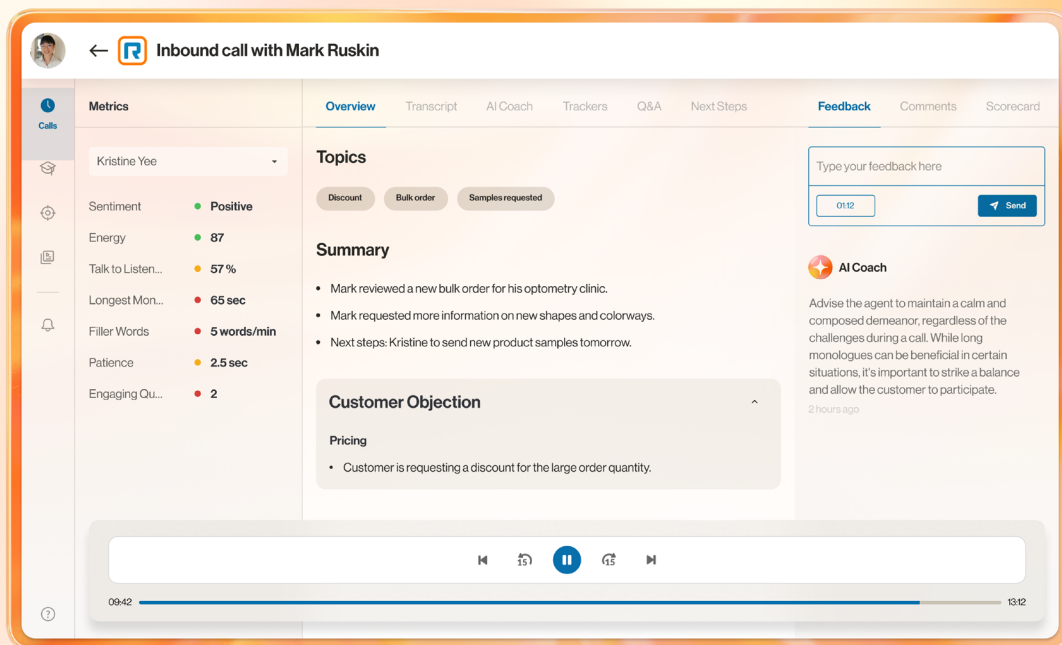 R Inbound call with Mark Ruskin
Calls
Metrics
Kristine Yee
Sentiment Positive
Energy 87
Talk to Listen... 57 %
Longest Mon... 65 sec
Filler Words 5 words/min
Patience 2.5 sec
Engaging Qu... 2
Overview Transcript AI Coach Trackers Q&A Next Steps
Topics
Discount Bulk order Samples requested
Summary
• Mark reviewed a new bulk order for his optometry clinic.
• Mark requested more information on new shapes and colorways.
• Next steps: Kristine to send new product samples tomorrow.
Customer Objection
Pricing
• Customer is requesting a discount for the large order quantity.
Feedback Comments Scorecard
Type your feedback here
01:12 Send
AI Coach
Advise the agent to maintain a calm and
composed demeanor, regardless of the
challenges during a call. While long
monologues can be beneficial in certain
situations, it's important to strike a balance
and allow the customer to participate.
2 hours ago
15 15
09:42 13:12
?